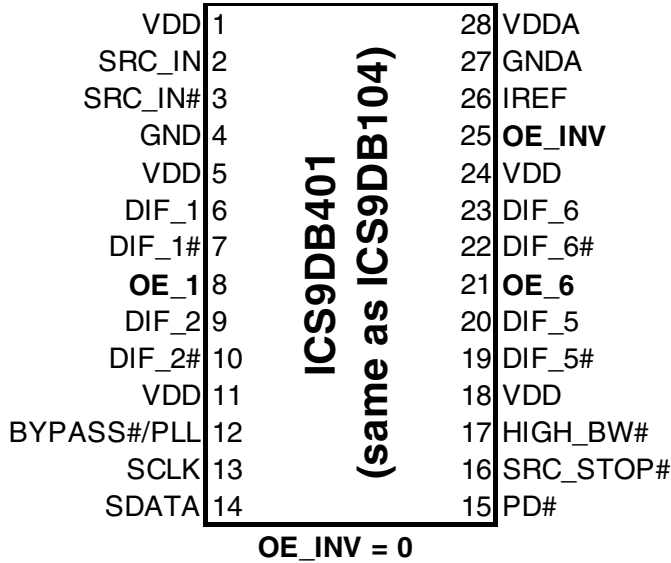 VDD 1 28 VDDA
SRC_IN 2 27 GNDA
SRC_IN# 3 26 IREF
GND 4 25 OE_INV
VDD 5 24 VDD
DIF_1 6 23 DIF_6
DIF_1# 7 22 DIF_6#
OE_1 8 21 OE_6
DIF_2 9 20 DIF_5
DIF_2# 10 19 DIF_5#
VDD 11 18 VDD
BYPASS#/PLL 12 17 HIGH_BW#
SCLK 13 16 SRC_STOP#
SDATA 14 15 PD#
ICS9DB401
(same as ICS9DB104)
OE_INV = 0